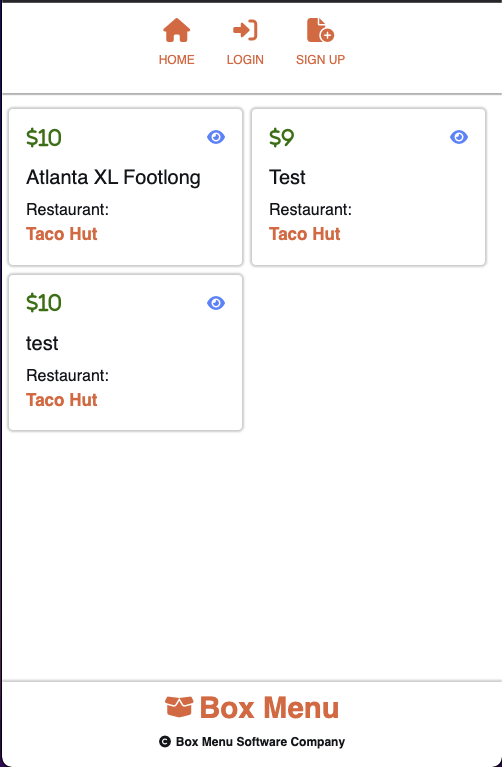 HOME LOGIN SIGN UP
$10
Atlanta XL Footlong
Restaurant:
Taco Hut
$9
Test
Restaurant:
Taco Hut
$10
test
Restaurant:
Taco Hut
Box Menu
© Box Menu Software Company